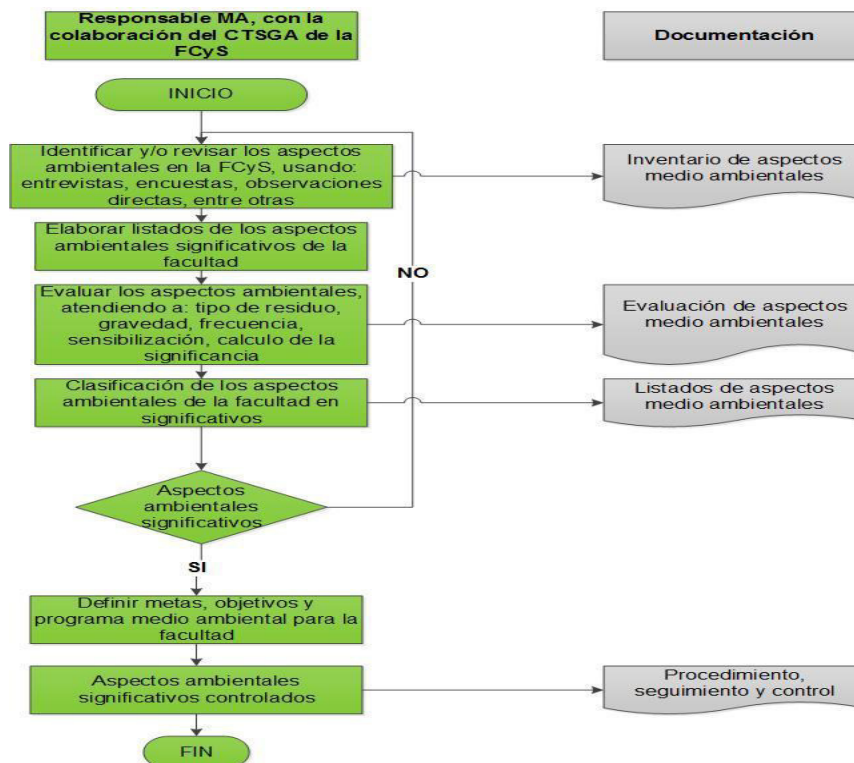 Responsable MA, con la
colaboración del CTSGA de la
FCyS
Documentación
INICIO
Identificar y/o revisar los aspectos
ambientales en la FCyS, usando:
entrevistas, encuestas, observaciones
directas, entre otras
Inventario de aspectos
medio ambientales
Elaborar listados de los aspectos
ambientales significativos de la
facultad
NO
Evaluar los aspectos ambientales,
atendiendo a: tipo de residuo,
gravedad, frecuencia,
sensibilización, calculo de la
significancia
Evaluación de aspectos
medio ambientales
Clasificación de los aspectos
ambientales de la facultad en
significativos
Listados de aspectos
medio ambientales
Aspectos
ambientales
significativos
SI
Definir metas, objetivos y
programa medio ambiental para la
facultad
Aspectos ambientales
significativos controlados
Procedimiento,
seguimiento y control
FIN